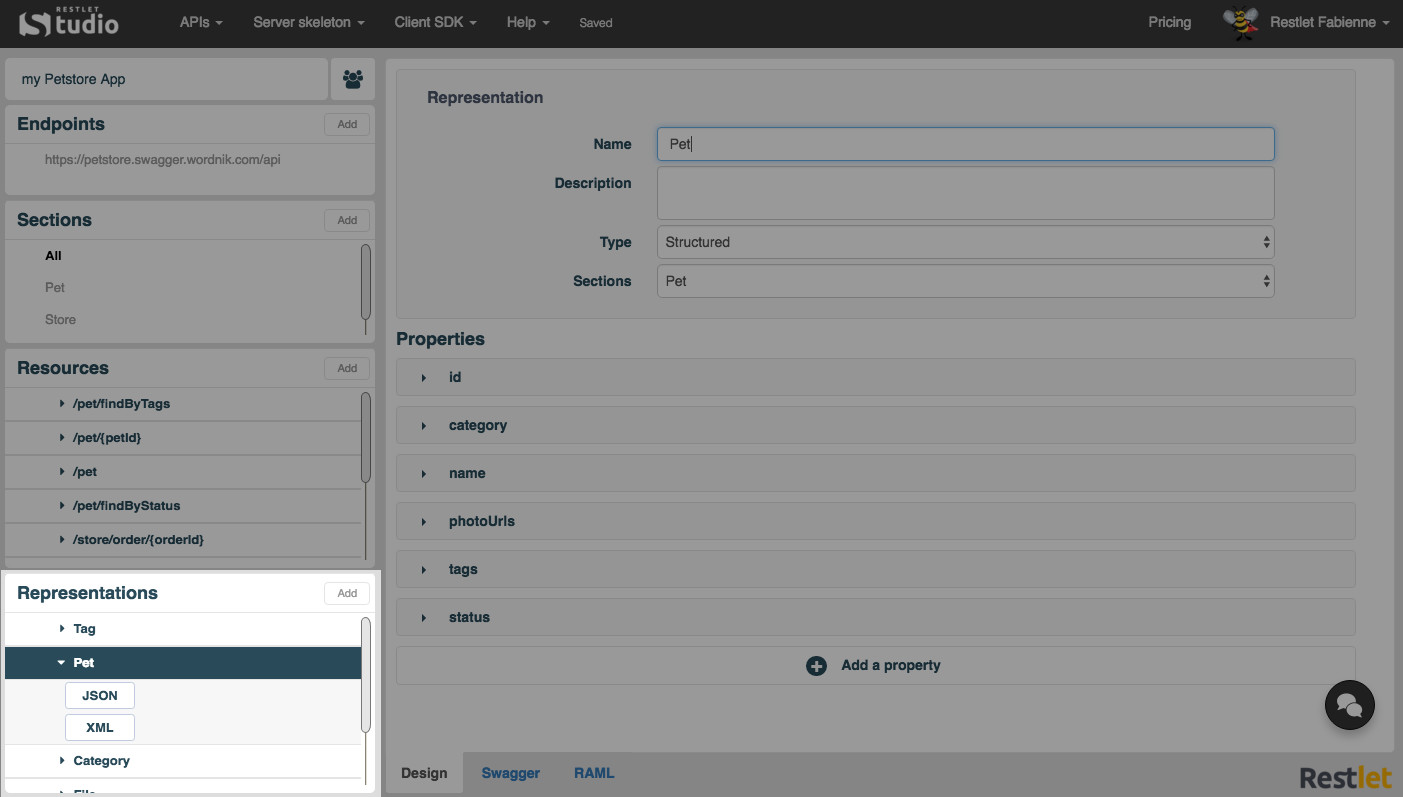 RESTLET
Studio
APIs
Server skeleton
Client SDK
Help
Saved
Pricing
Restlet Fabienne
my Petstore App
Endpoints
Add
https://petstore.swagger.wordnik.com/api
Sections
Add
All
Pet
Store
Resources
Add
/pet/findByTags
/pet/{petId}
/pet
/pet/findByStatus
/store/order/{orderId}
Representations
Add
Tag
Pet
JSON
XML
Category
File
Representation
Name
Pet
Description
Type
Structured
Sections
Pet
Properties
id
category
name
photoUrls
tags
status
Add a property
Design
Swagger
RAML
Restlet